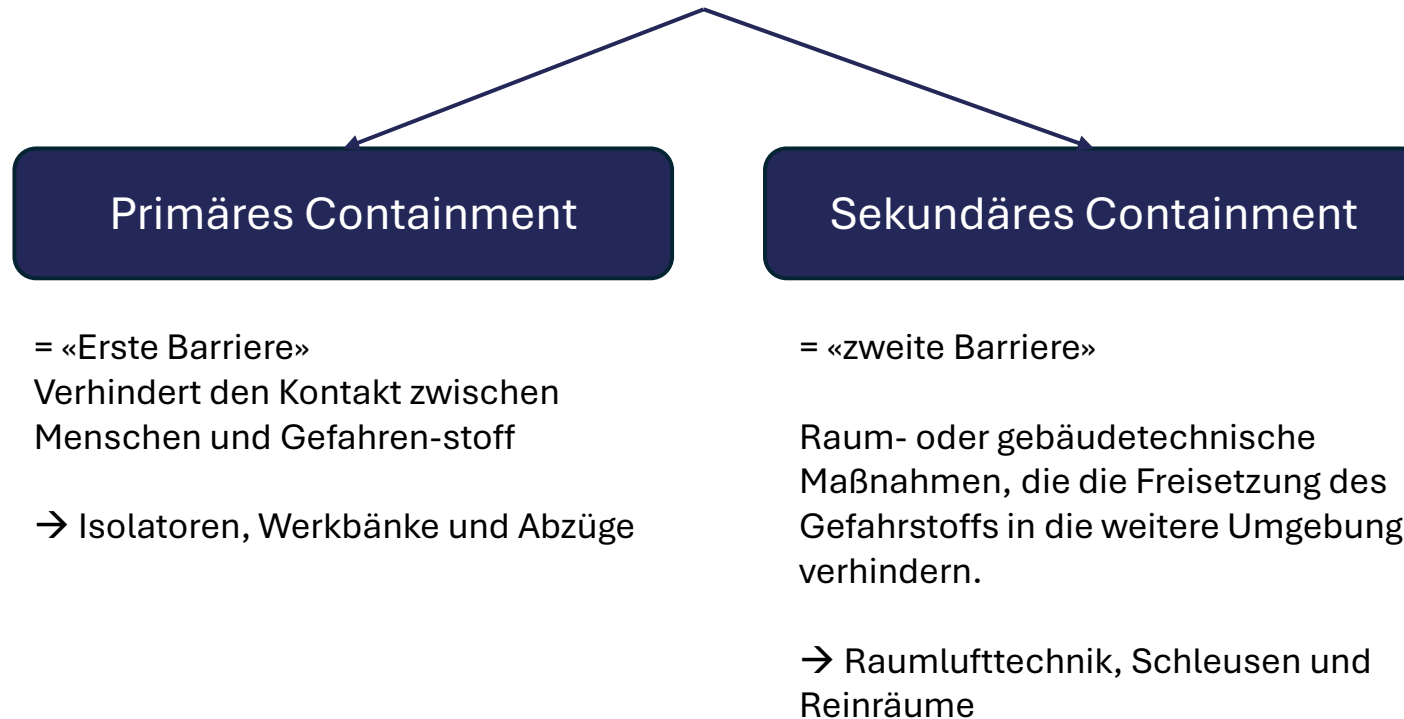 Primäres Containment
= «Erste Barriere»
Verhindert den Kontakt zwischen
Menschen und Gefahren-stoff
→ Isolatoren, Werkbänke und Abzüge
Sekundäres Containment
= «zweite Barriere»
Raum- oder gebäudetechnische
Maßnahmen, die die Freisetzung des
Gefahrstoffs in die weitere Umgebung
verhindern.
→ Raumlufttechnik, Schleusen und
Reinräume